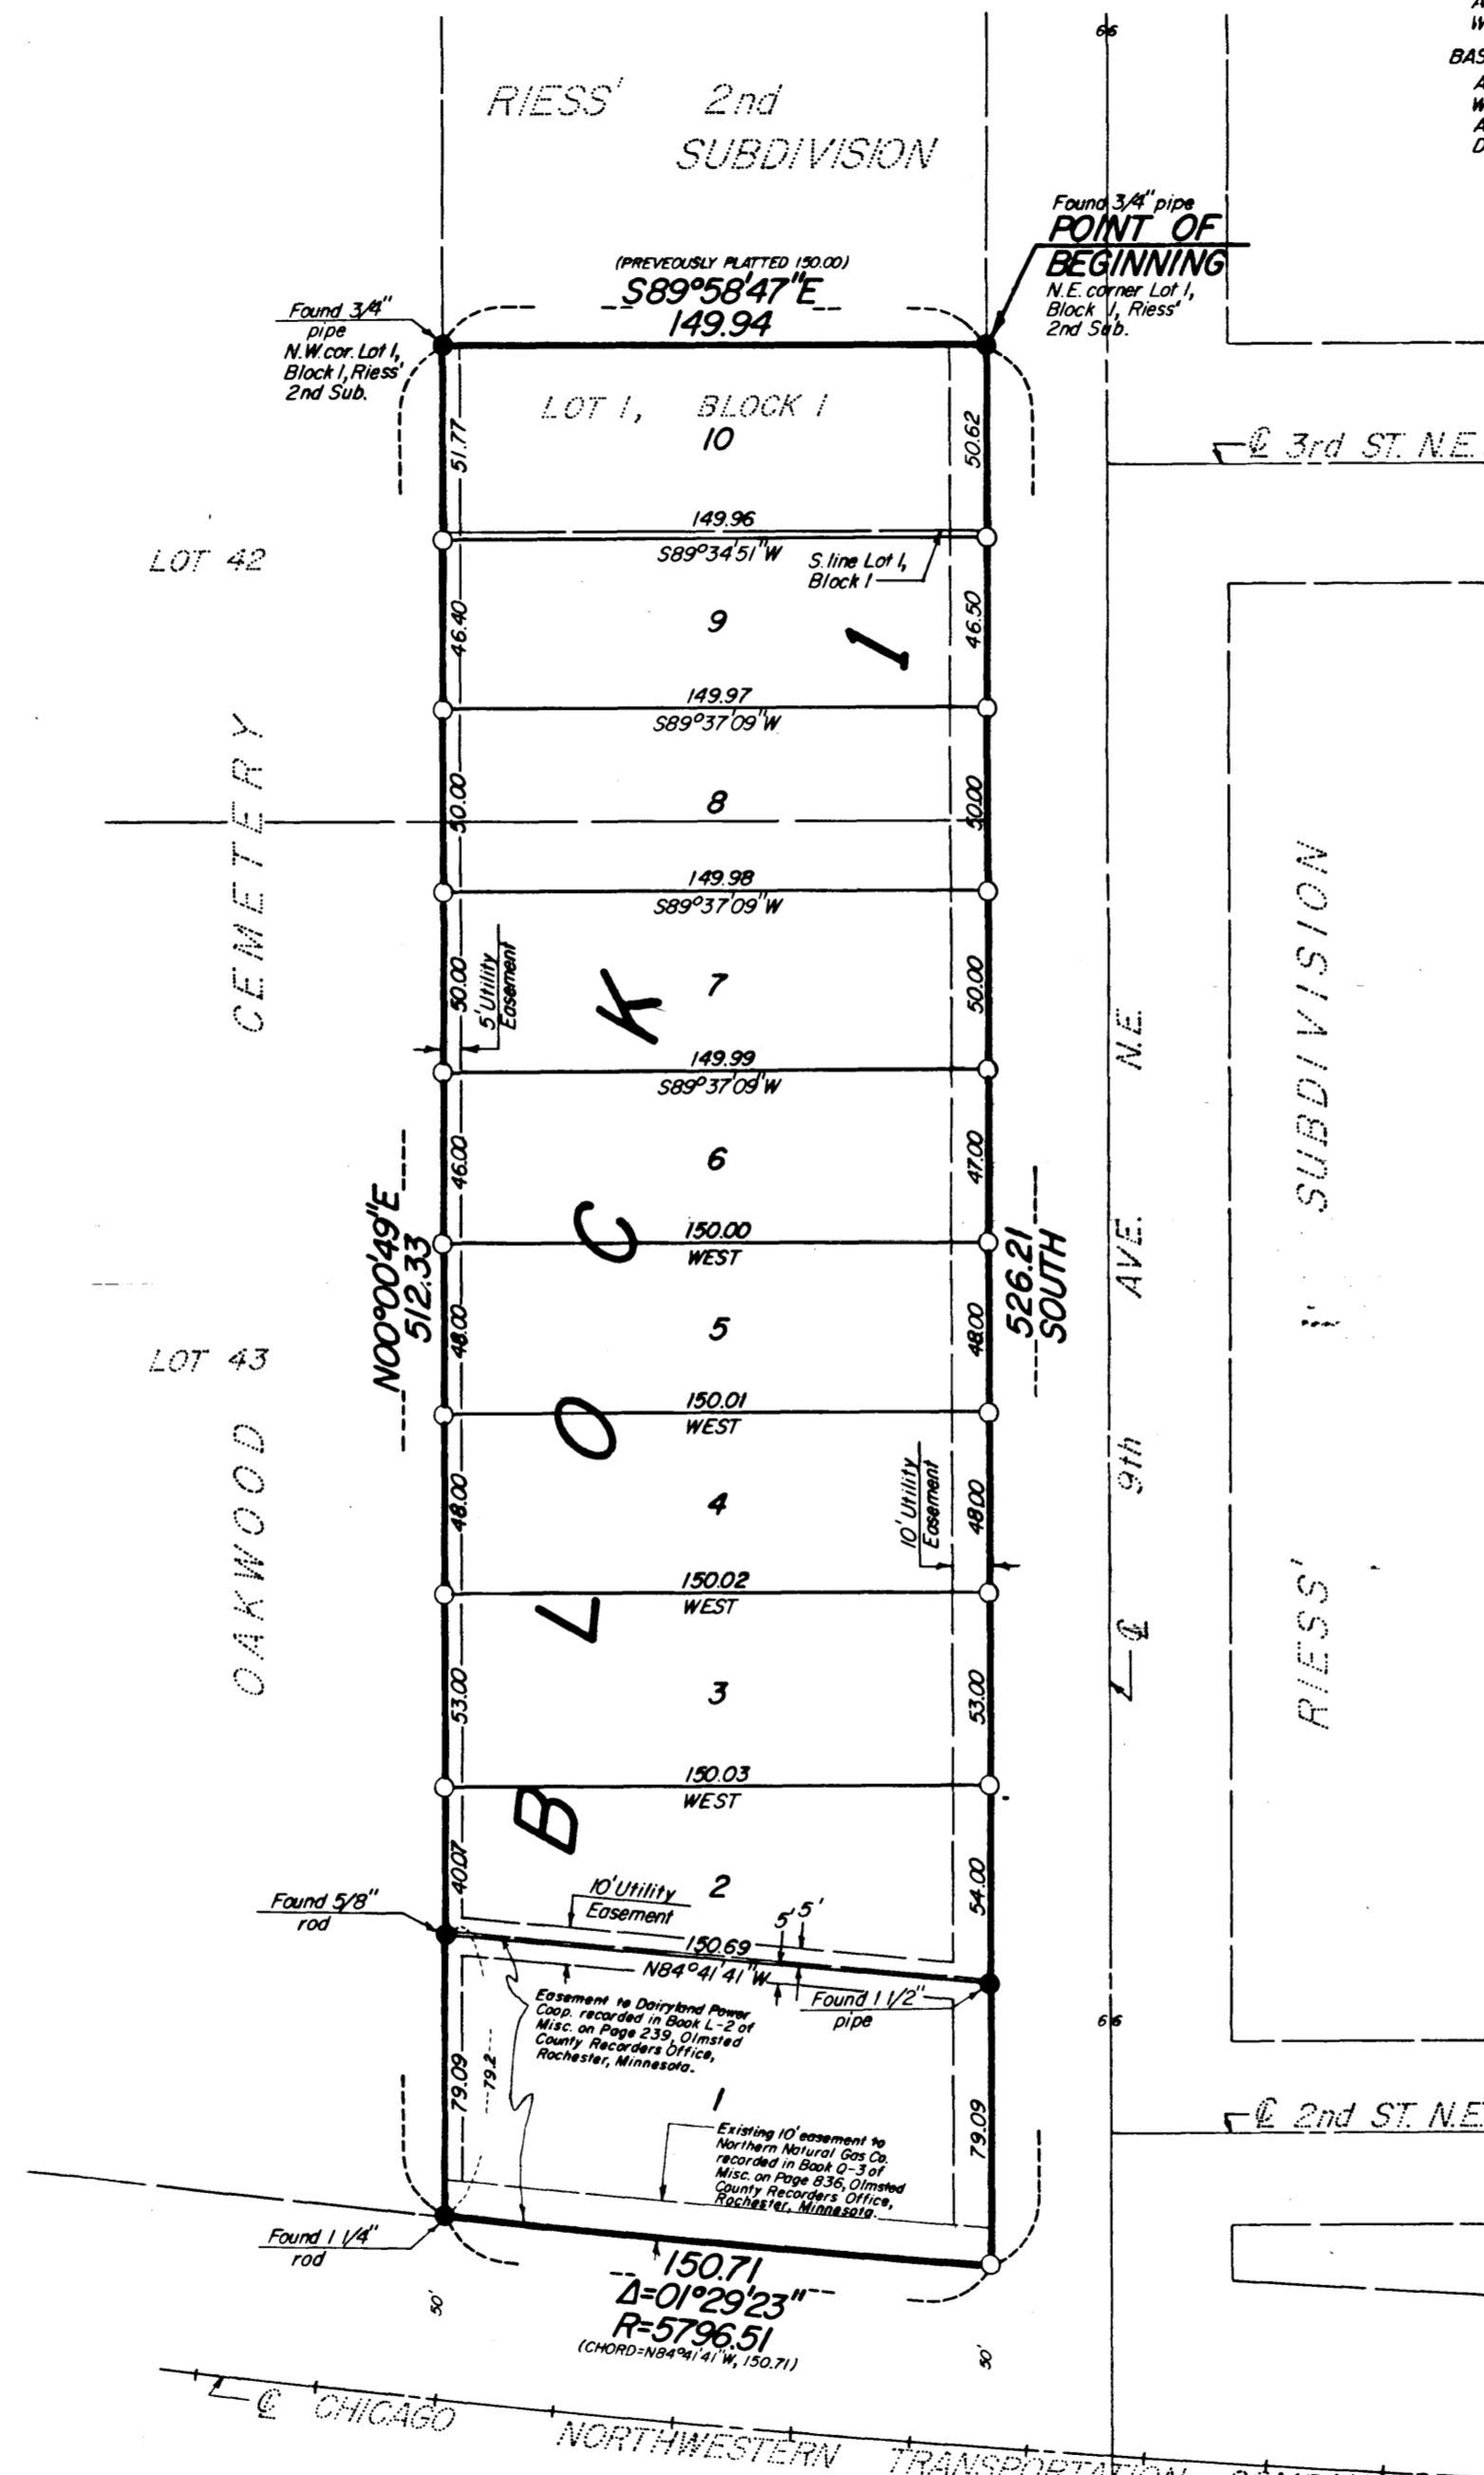 66
BAS
RIESS' 2nd
SUBDIVISION
Found 3/4" pipe
POINT OF
BEGINNING
N.E. corner Lot 1,
Block 1, Riess'
2nd Sub.
(PREVEOUSLY PLATTED 150.00)
S89°58'47"E
149.94
Found 3/4"
pipe
N.W. cor. Lot 1,
Block 1, Riess'
2nd Sub.
LOT 1, BLOCK 1
10
51.77
50.62
℄ 3rd ST. N.E.
149.96
S89°34'51"W
S. line Lot 1,
Block 1
LOT 42
9
46.40
46.50
149.97
S89°37'09"W
8
50.00
50.00
149.98
S89°37'09"W
7
50.00
50.00
5' Utility
Easement
149.99
S89°37'09"W
6
46.00
47.00
150.00
WEST
N00°00'49"E
512.33
526.21
SOUTH
5
48.00
48.00
150.01
WEST
LOT 43
4
48.00
48.00
10' Utility
Easement
150.02
WEST
3
53.00
53.00
150.03
WEST
2
40.07
54.00
BLOCK 1
OAKWOOD CEMETERY
℄ 9th AVE. N.E.
RIESS' SUBDIVISION
10' Utility
Easement
5' 5'
Found 5/8"
rod
150.69
N84°41'41"W
Found 1 1/2"
pipe
Easement to Dairyland Power
Coop. recorded in Book L-2 of
Misc. on Page 239, Olmsted
County Recorders Office,
Rochester, Minnesota.
66
79.09
79.2
79.09
1
Existing 10' easement to
Northern Natural Gas Co.
recorded in Book Q-3 of
Misc. on Page 836, Olmsted
County Recorders Office,
Rochester, Minnesota.
℄ 2nd ST. N.E.
Found 1 1/4"
rod
150.71
Δ=01°29'23"
R=5796.51
(CHORD=N84°41'41"W, 150.71)
50'
50'
℄ CHICAGO NORTHWESTERN TRANSPORTATION